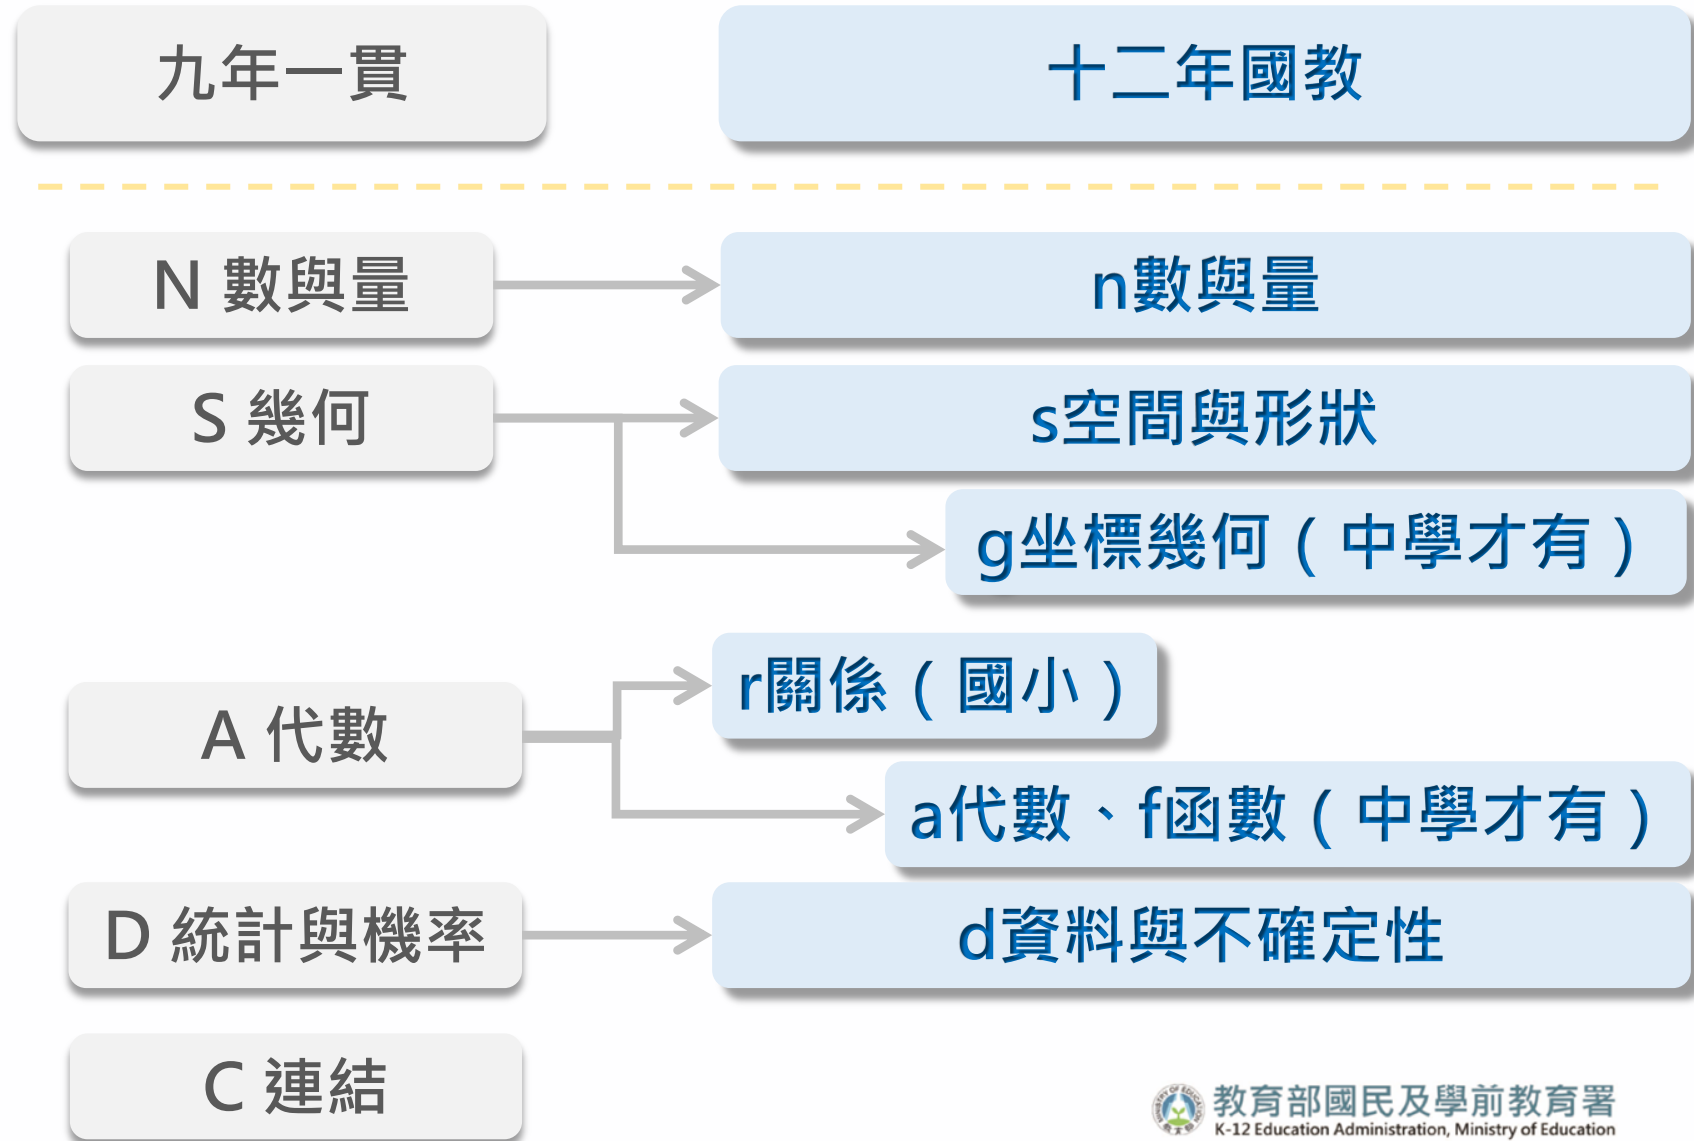 九年一貫
十二年國教
N 數與量
n數與量
S 幾何
s空間與形狀
g坐標幾何(中學才有)
r關係(國小)
A 代數
a代數、f函數(中學才有)
D 統計與機率
d資料與不確定性
C 連結
教育部國民及學前教育署
K-12 Education Administration, Ministry of Education